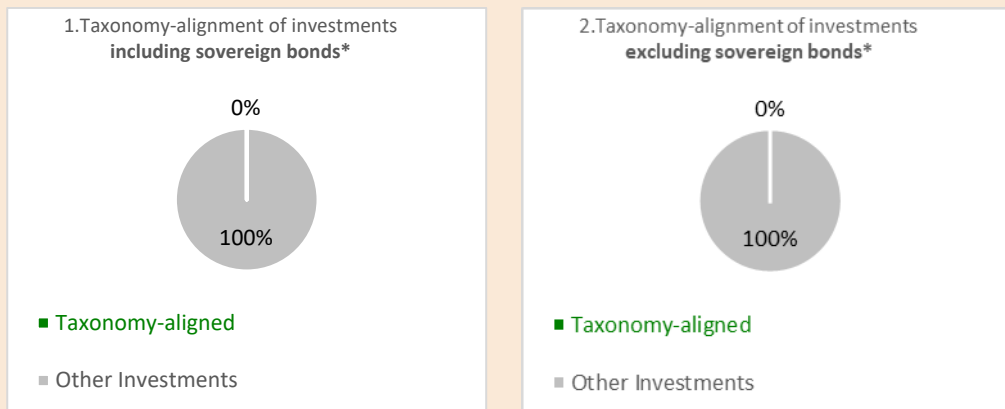 1.Taxonomy-alignment of investments
including sovereign bonds*
0%
100%
Taxonomy-aligned
Other Investments
2.Taxonomy-alignment of investments
excluding sovereign bonds*
0%
100%
Taxonomy-aligned
Other Investments